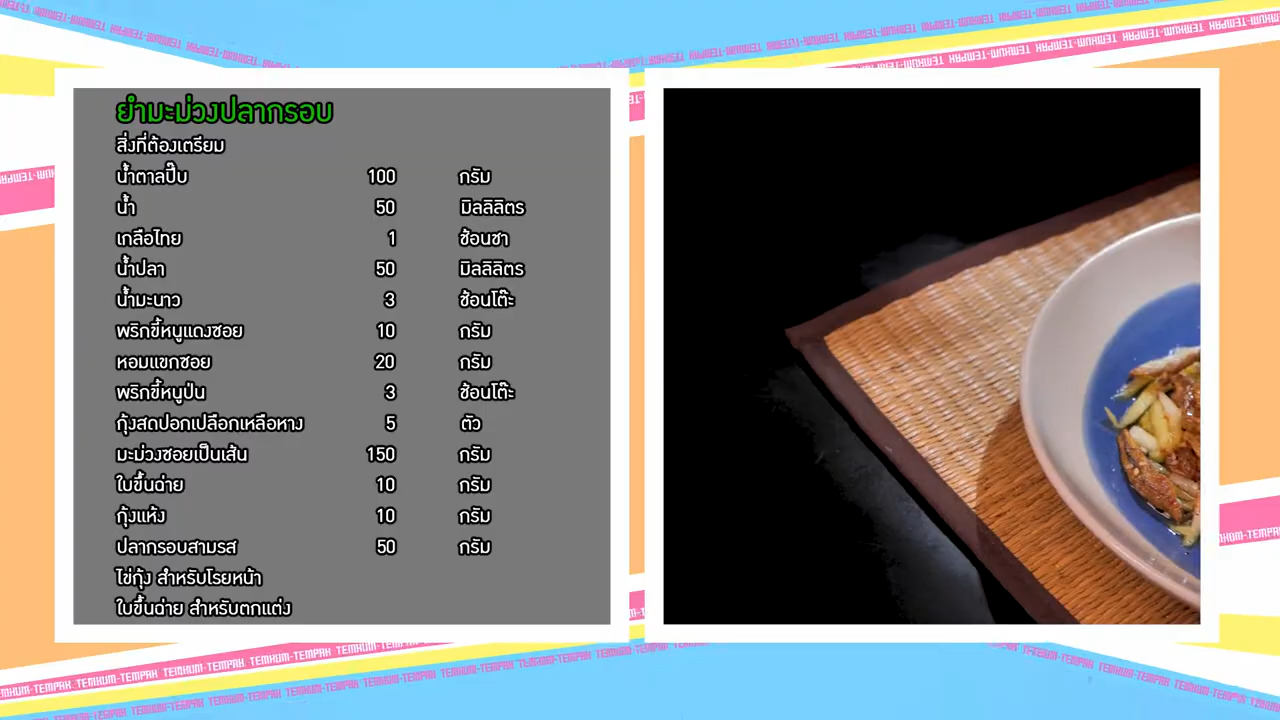 ยำมะม่วงปลากรอบ
สิ่งที่ต้องเตรียม
น้ำตาลปี๊บ 100 กรัม
น้ำ 50 มิลลิลิตร
เกลือไทย 1 ช้อนชา
น้ำปลา 50 มิลลิลิตร
น้ำมะนาว 3 ช้อนโต๊ะ
พริกขี้หนูแดงซอย 10 กรัม
หอมแขกซอย 20 กรัม
พริกขี้หนูป่น 3 ช้อนโต๊ะ
กุ้งสดปอกเปลือกเหลือหาง 5 ตัว
มะม่วงซอยเป็นเส้น 150 กรัม
ใบขึ้นฉ่าย 10 กรัม
กุ้งแห้ง 10 กรัม
ปลากรอบสามรส 50 กรัม
ไข่กุ้ง สำหรับโรยหน้า
ใบขึ้นฉ่าย สำหรับตกแต่ง
TEMKUM-TEMPAK TEMKUM-TEMPAK TEMKUM-TEMPAK TEMKUM-TEMPAK